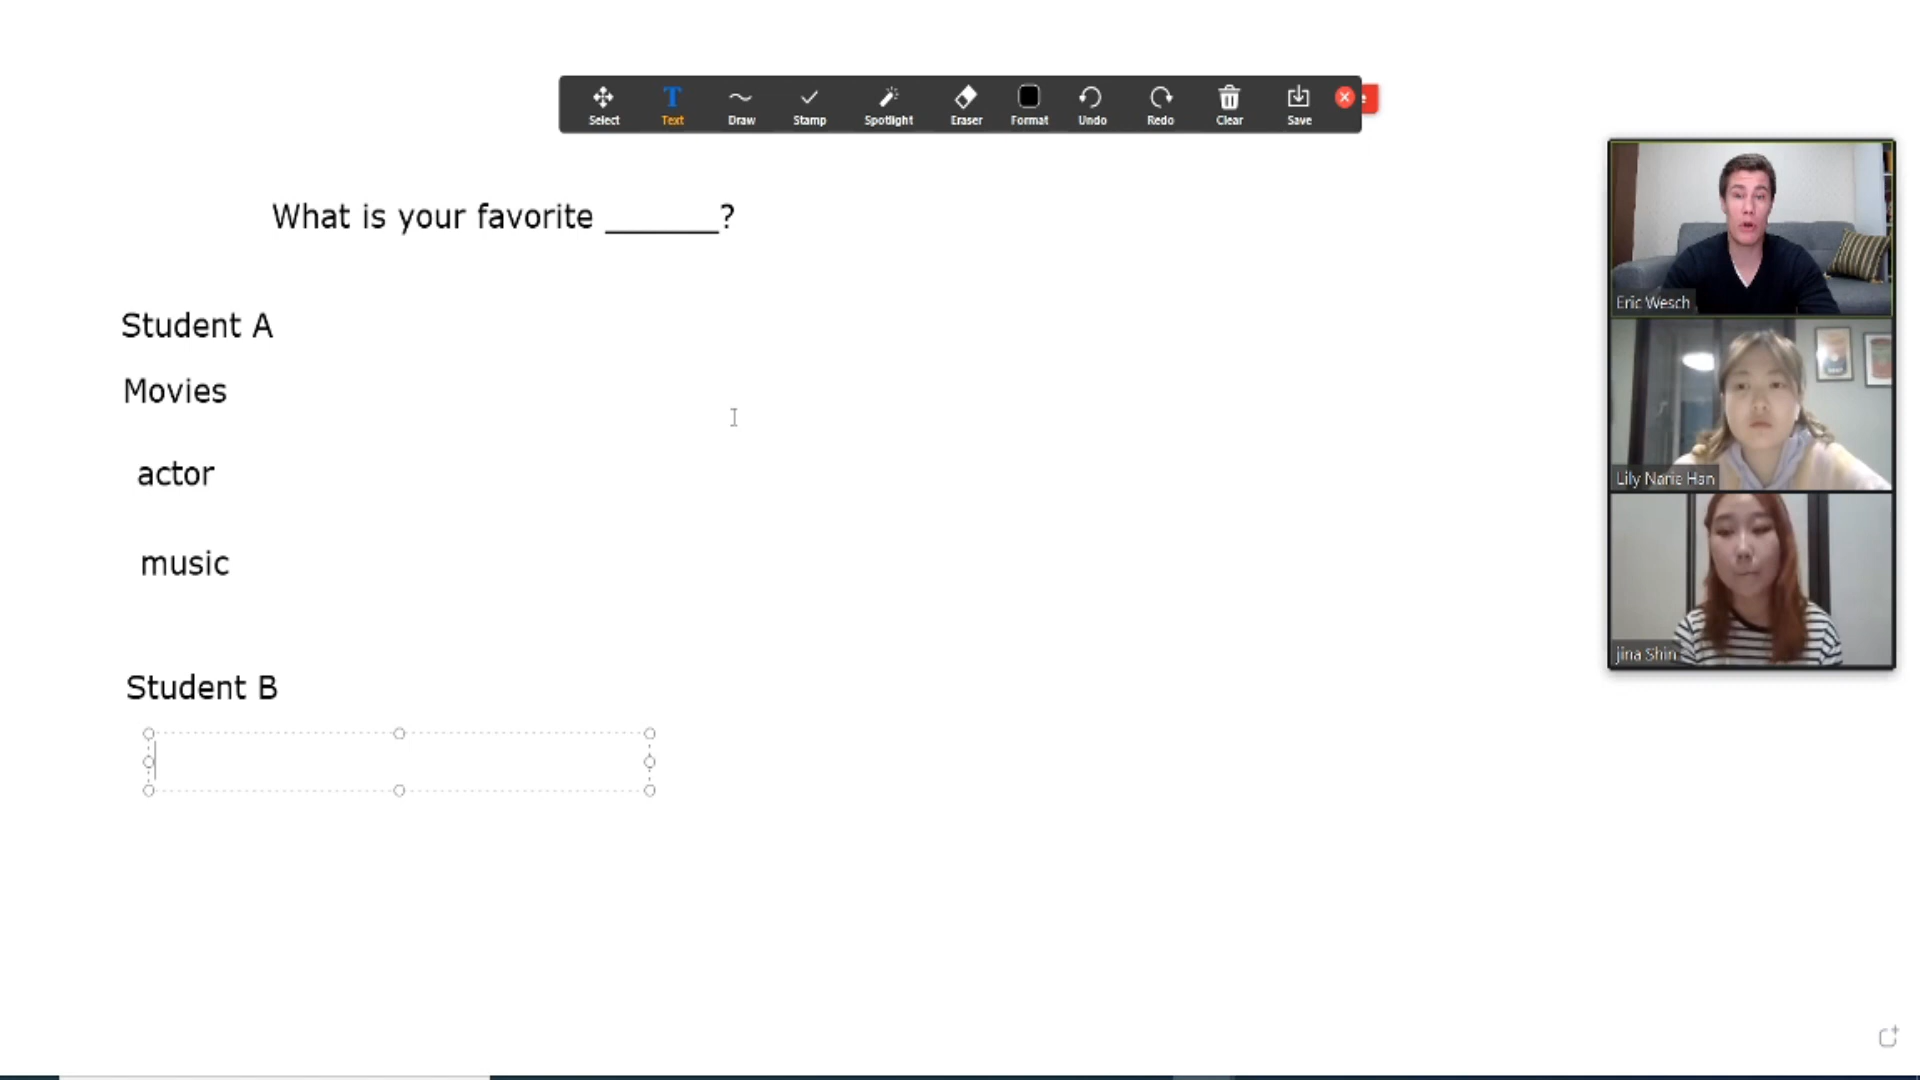 Select Text Draw Stamp Spotlight Eraser Format Undo Redo Clear Save
What is your favorite ______?
Student A
Movies
actor
music
Student B
Eric Wesch
Lily Narie Han
jina Shin